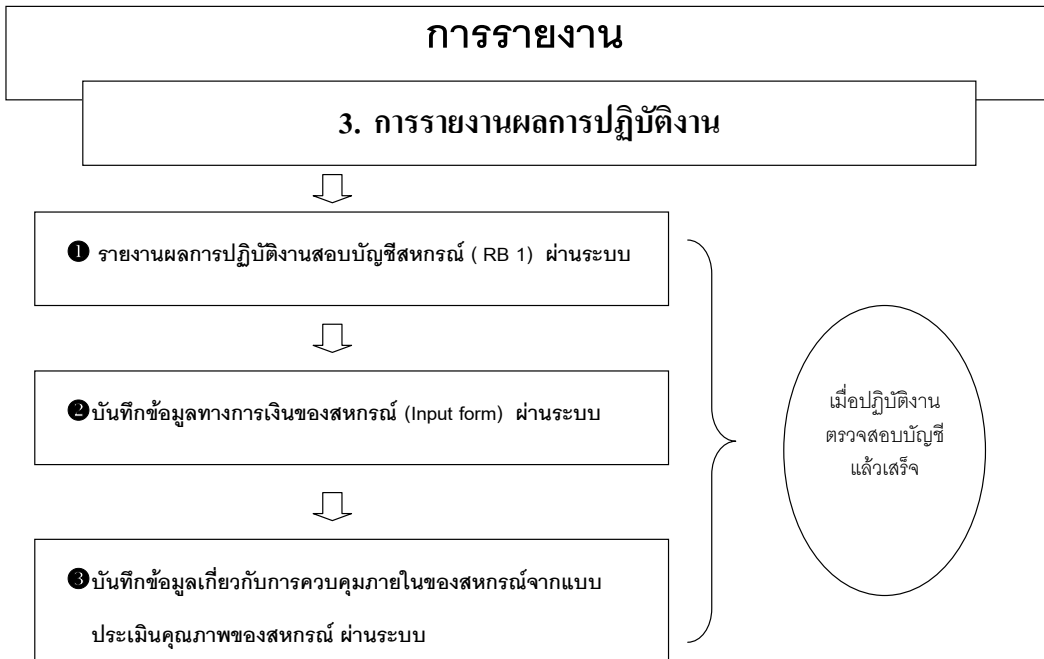 การรายงาน
3. การรายงานผลการปฏิบัติงาน
❶ รายงานผลการปฏิบัติงานสอบบัญชีสหกรณ์ ( RB 1) ผ่านระบบ
❷บันทึกข้อมูลทางการเงินของสหกรณ์ (Input form) ผ่านระบบ
❸บันทึกข้อมูลเกี่ยวกับการควบคุมภายในของสหกรณ์จากแบบ
ประเมินคุณภาพของสหกรณ์ ผ่านระบบ
เมื่อปฏิบัติงาน
ตรวจสอบบัญชี
แล้วเสร็จ